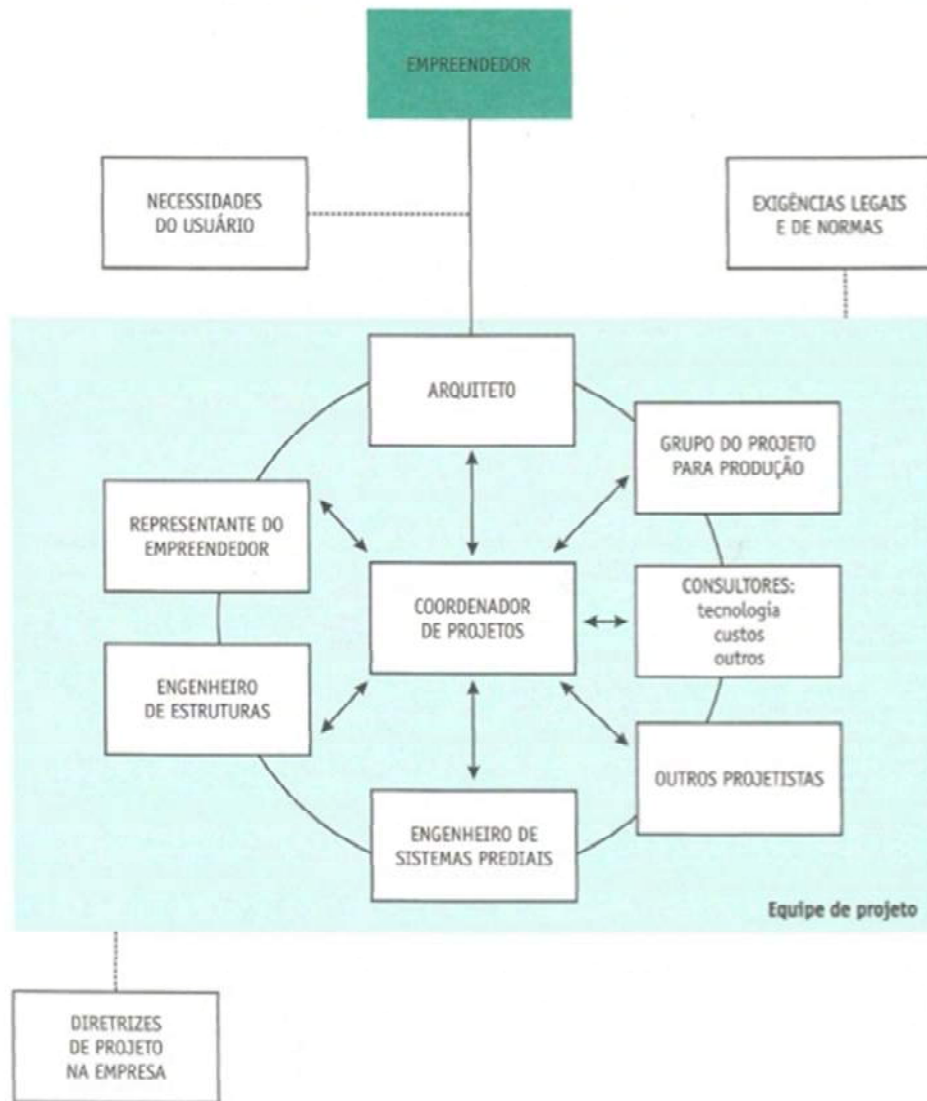 EMPREENDEDOR
NECESSIDADES
DO USUÁRIO
EXIGÊNCIAS LEGAIS
E DE NORMAS
ARQUITETO
GRUPO DO PROJETO
PARA PRODUÇÃO
REPRESENTANTE DO
EMPREENDEDOR
COORDENADOR
DE PROJETOS
CONSULTORES:
tecnologia
custos
outros
ENGENHEIRO
DE ESTRUTURAS
OUTROS PROJETISTAS
ENGENHEIRO DE
SISTEMAS PREDIAIS
Equipe de projeto
DIRETRIZES
DE PROJETO
NA EMPRESA